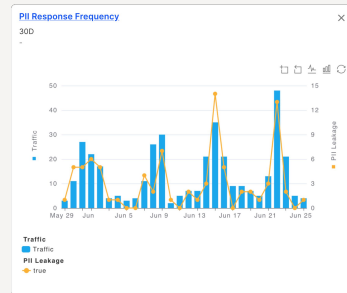 PII Response Frequency
30D
-
50
40
30
20
10
0
15
12
9
6
3
0
Traffic
PII Leakage
May 29 Jun Jun 5 Jun 9 Jun 13 Jun 17 Jun 21 Jun 25
Traffic
Traffic
PII Leakage
true